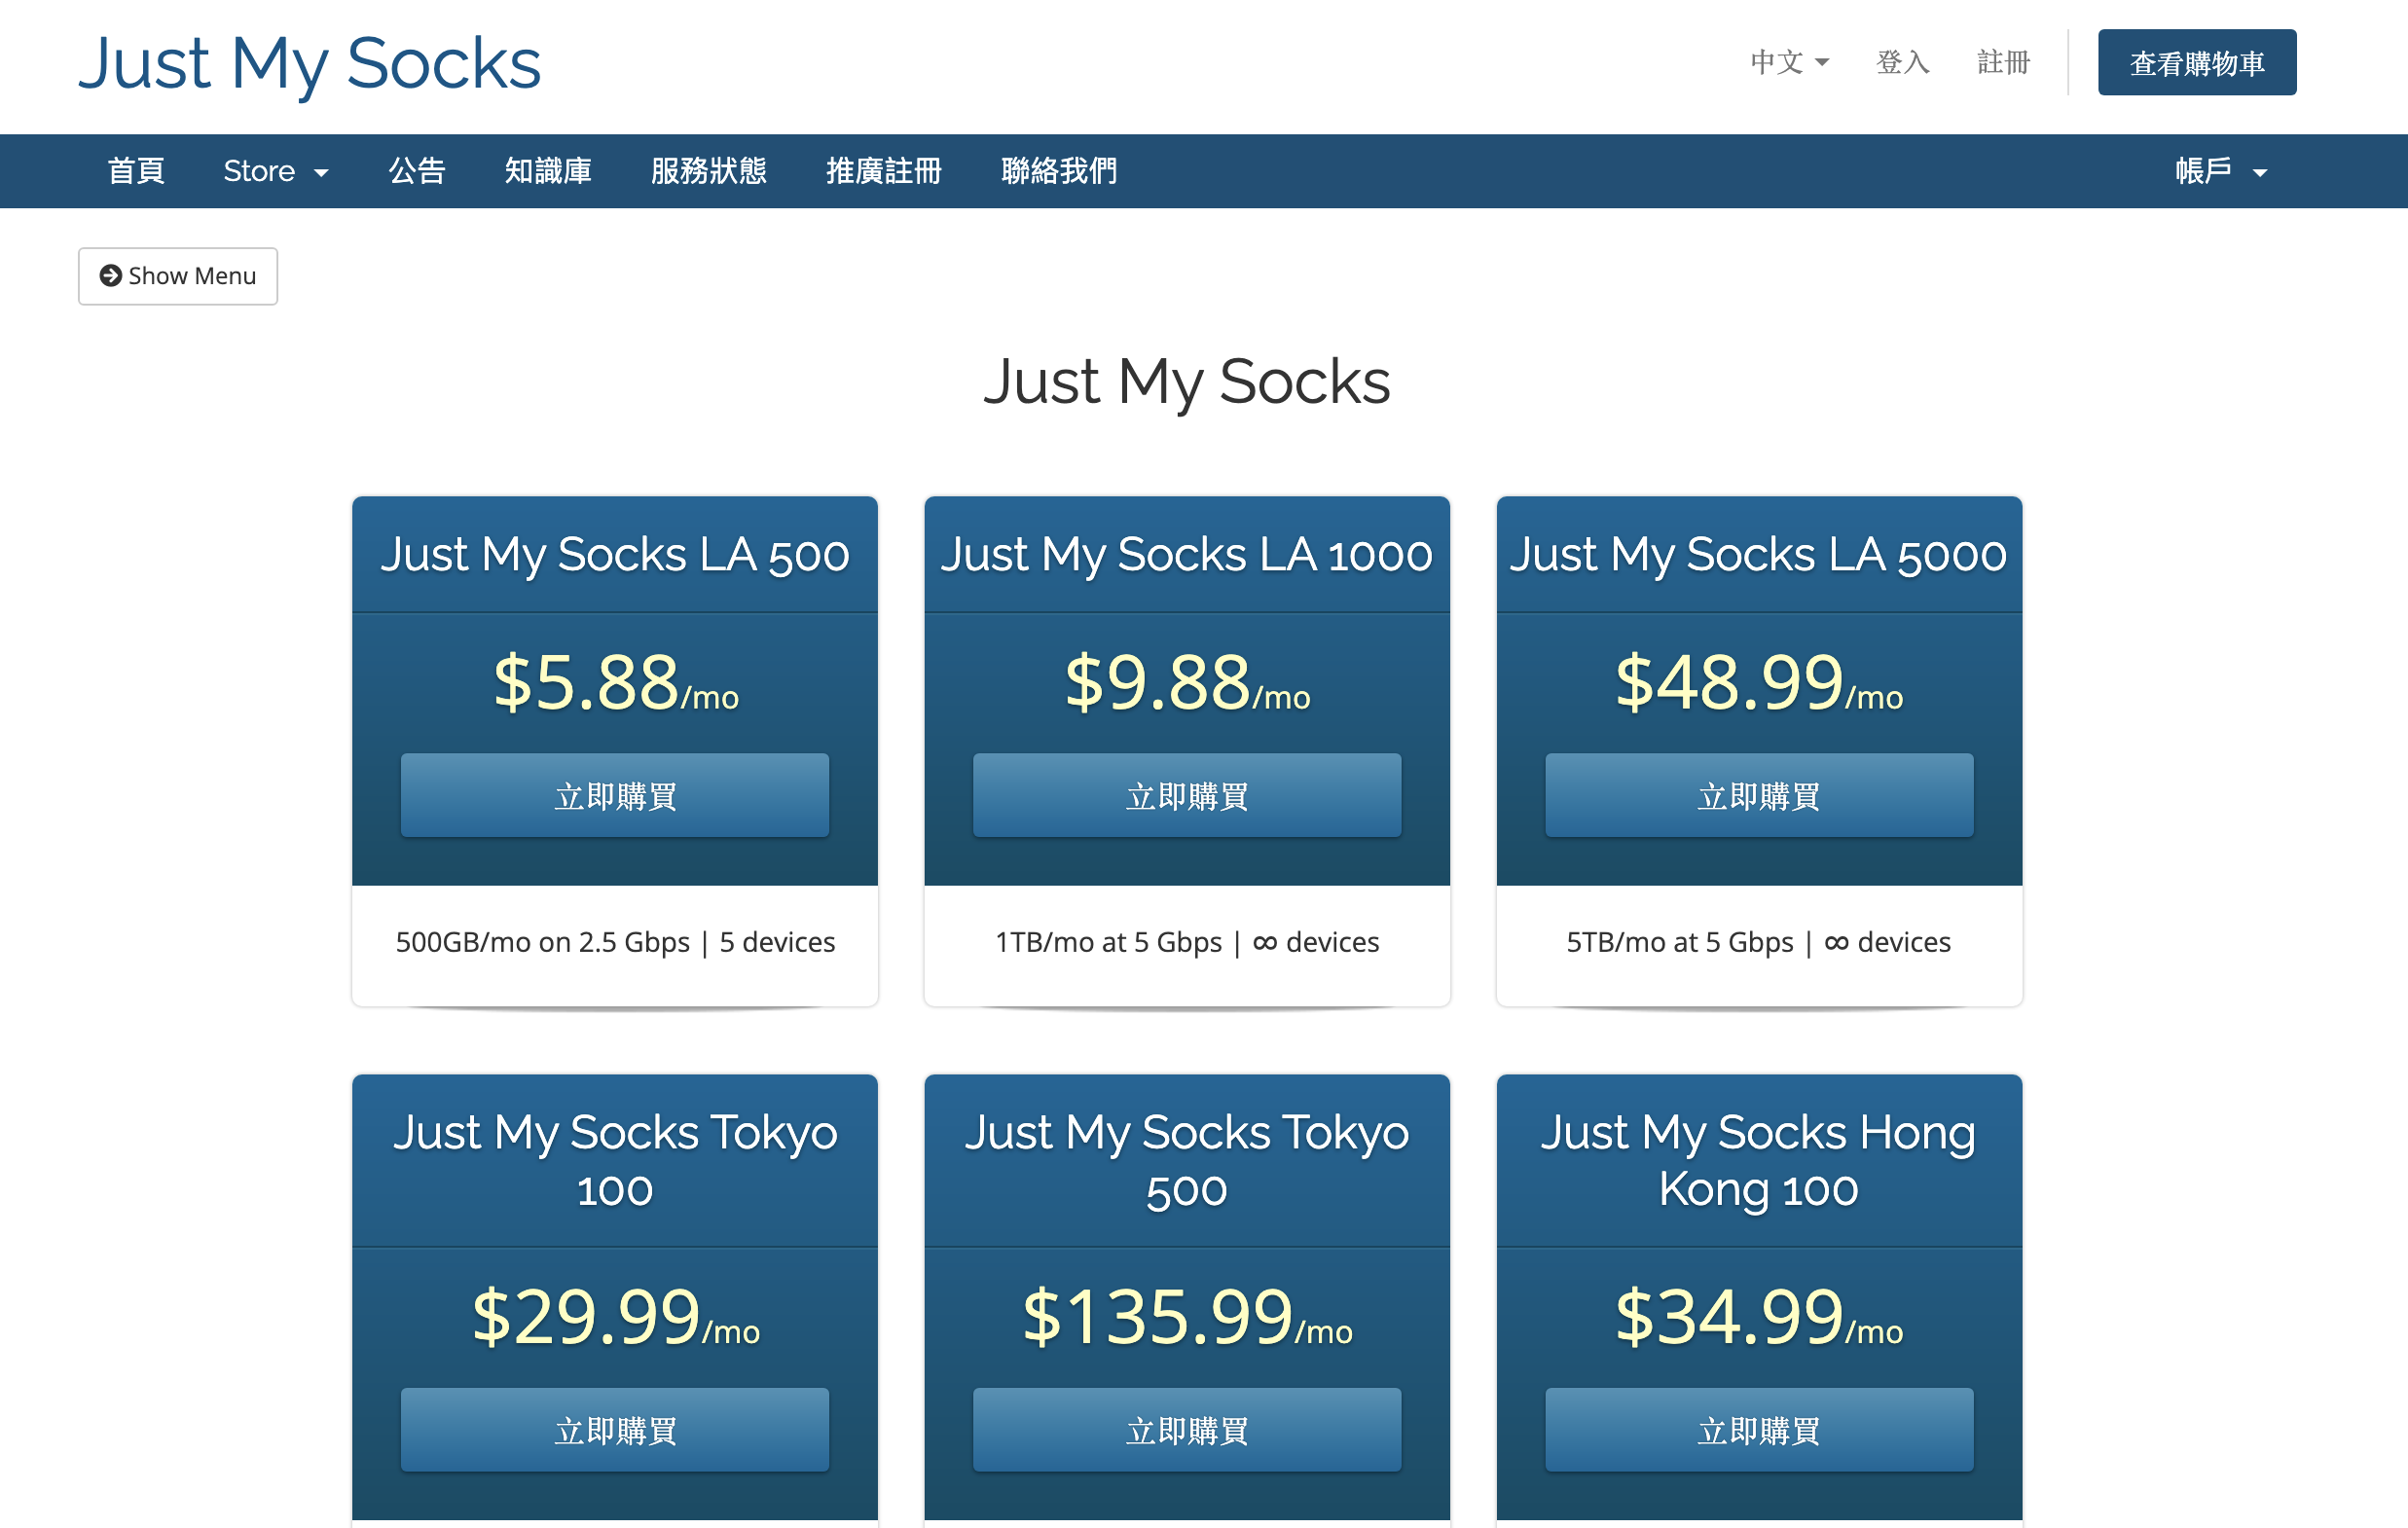 Just My Socks
中文 登入 註冊 查看購物車
首頁 Store 公告 知識庫 服務狀態 推廣註冊 聯絡我們 帳戶
Show Menu
Just My Socks
Just My Socks LA 500
$5.88/mo
立即購買
500GB/mo on 2.5 Gbps | 5 devices
Just My Socks LA 1000
$9.88/mo
立即購買
1TB/mo at 5 Gbps | ∞ devices
Just My Socks LA 5000
$48.99/mo
立即購買
5TB/mo at 5 Gbps | ∞ devices
Just My Socks Tokyo
100
$29.99/mo
立即購買
Just My Socks Tokyo
500
$135.99/mo
立即購買
Just My Socks Hong
Kong 100
$34.99/mo
立即購買